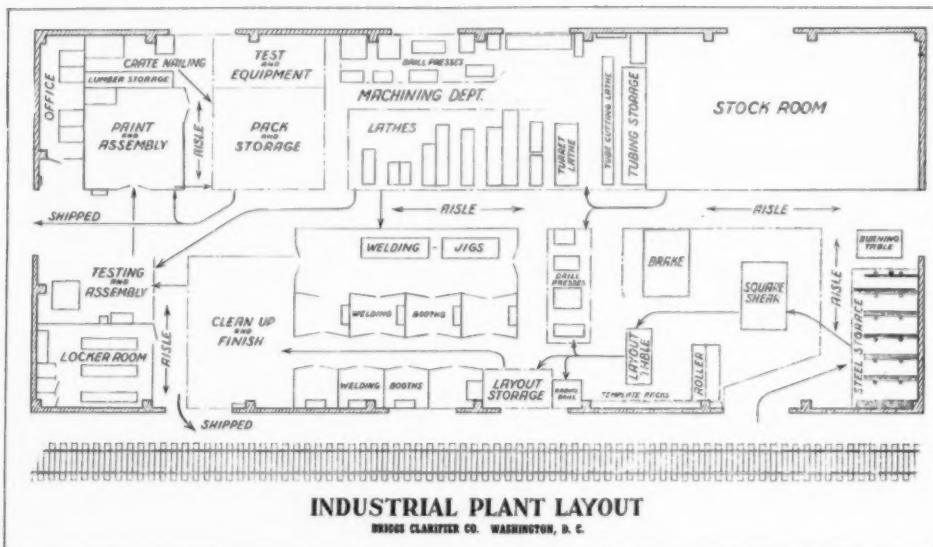 OFFICE
CRATE NAILING
LUMBER STORAGE
PAINT
AND
ASSEMBLY
AISLE
TEST
AND
EQUIPMENT
PACK
AND
STORAGE
DRILL PRESSES
MACHINING DEPT.
LATHES
TURRET
LATHE
TUBE CUTTING LATHE
TUBING STORAGE
STOCK ROOM
SHIPPED
AISLE
AISLE
TESTING
AND
ASSEMBLY
LOCKER ROOM
AISLE
SHIPPED
CLEAN UP
AND
FINISH
WELDING - JIGS
WELDING BOOTHS
WELDING BOOTHS
DRILL
PRESSES
LAYOUT
STORAGE
RADIAL
DRILL
BRAKE
SQUARE
SHEAR
LAYOUT
TABLE
ROLLER
TEMPLATE RACKS
AISLE
BURNING
TABLE
STEEL STORAGE
INDUSTRIAL PLANT LAYOUT
BRIGGS CLARIFIER CO. WASHINGTON, D. C.